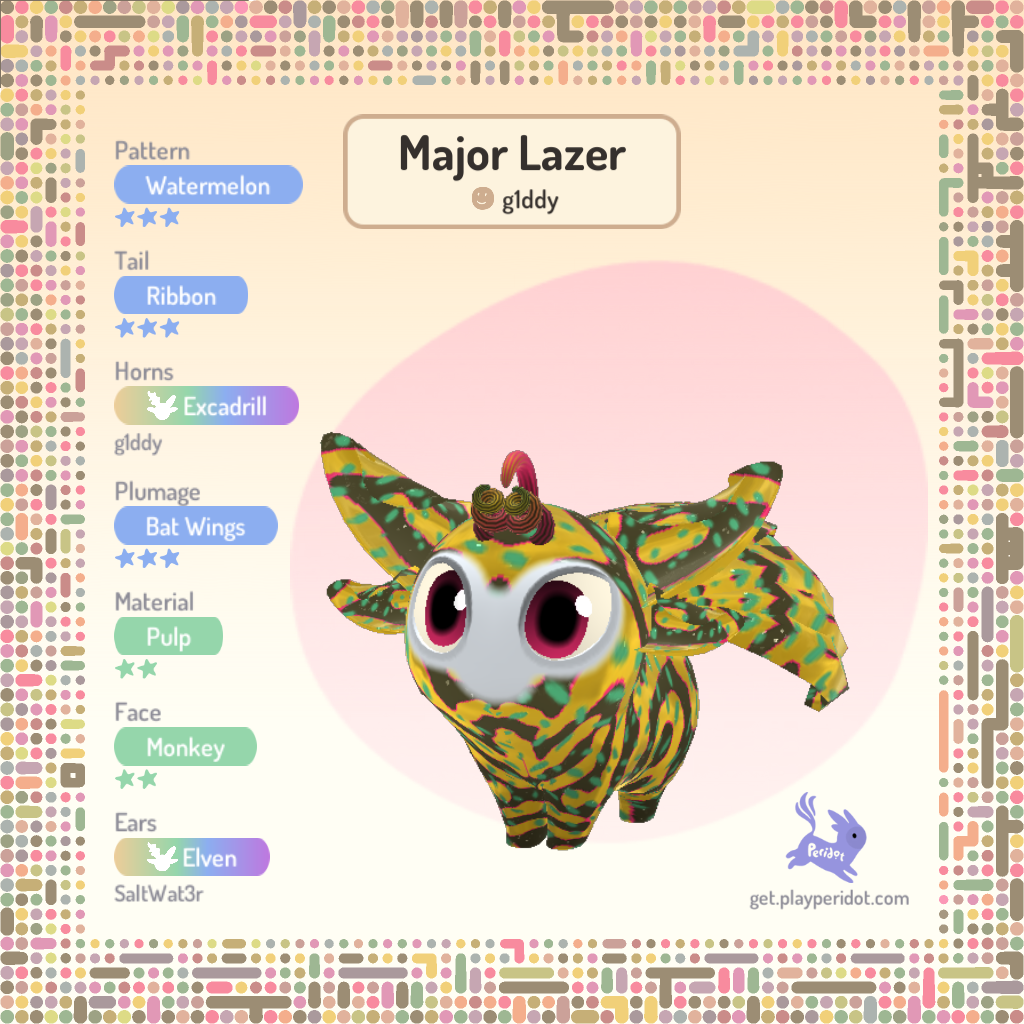 Major Lazer
g1ddy
Pattern
Watermelon
Tail
Ribbon
Horns
Excadrill
g1ddy
Plumage
Bat Wings
Material
Pulp
Face
Monkey
Ears
Elven
SaltWat3r
Peridot
get.playperidot.com